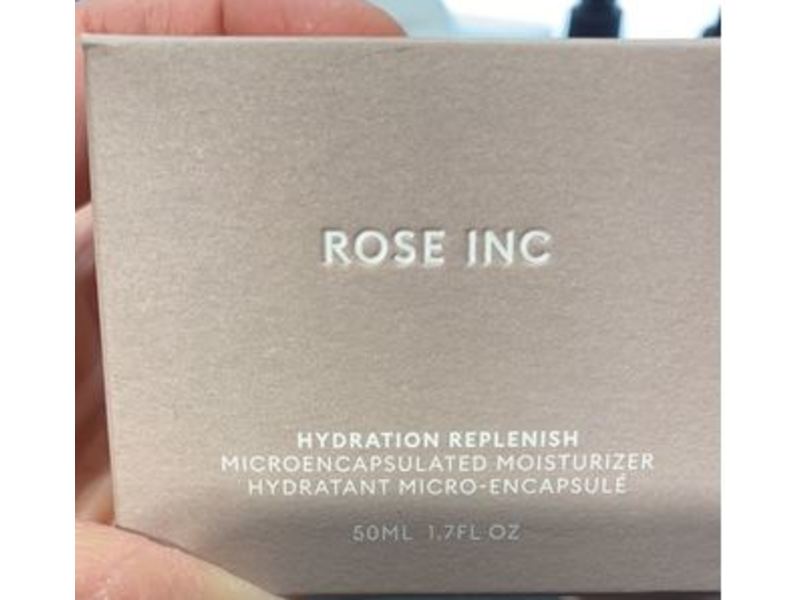 ROSE INC
HYDRATION REPLENISH
MICROENCAPSULATED MOISTURIZER
HYDRATANT MICRO-ENCAPSULÉ
50ML 1.7FL OZ